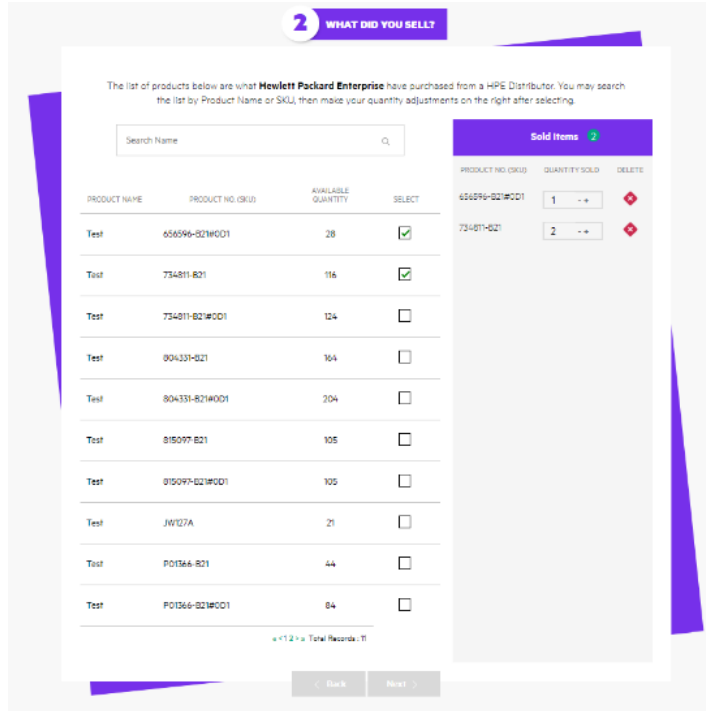 2 WHAT DID YOU SELL?
The list of products below are what Hewlett Packard Enterprise have purchased from a HPE Distributor. You may search
the list by Product Name or SKU, then make your quantity adjustments on the right after selecting.
Search Name
Sold Items 2
PRODUCT NO. (SKU) QUANTITY SOLD DELETE
656596-B21#0D1 1 - +
734811-B21 2 - +
PRODUCT NAME PRODUCT NO. (SKU) AVAILABLE QUANTITY SELECT
Test 656596-B21#0D1 28
Test 734811-B21 116
Test 734811-B21#0D1 124
Test 804331-B21 164
Test 804331-B21#0D1 204
Test 815097-B21 105
Test 815097-B21#0D1 105
Test JW127A 21
Test P01366-B21 44
Test P01366-B21#0D1 84
« < 1 2 > » Total Records : 11
< Back Next >